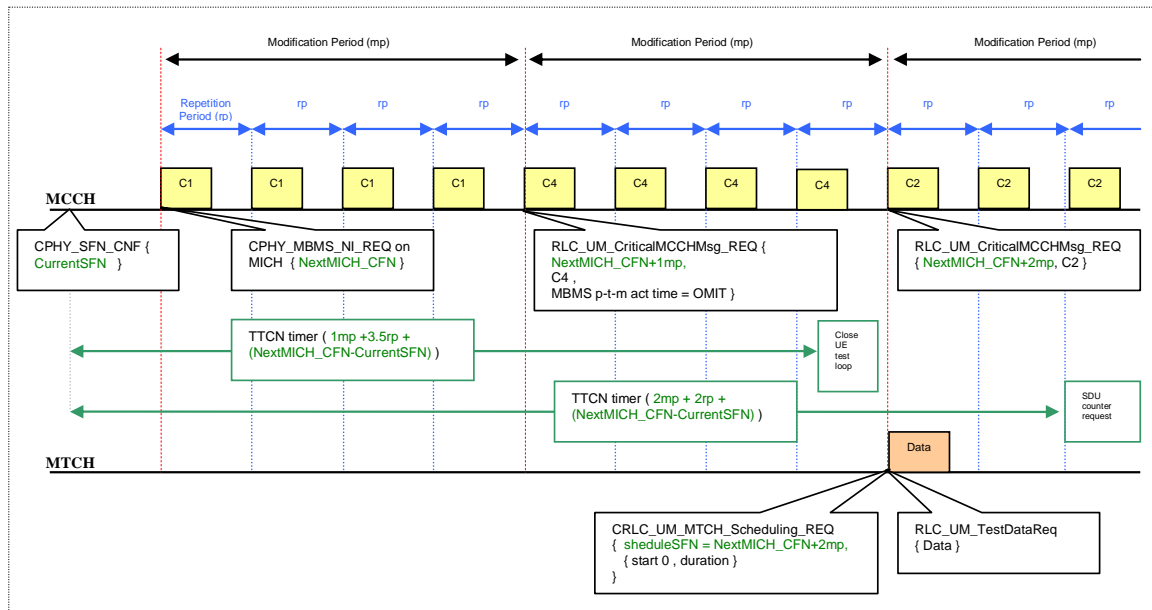 Modification Period (mp)
Modification Period (mp)
Modification Period (mp)
Repetition
Period (rp)
rp
rp
rp
rp
rp
rp
rp
rp
rp
rp
C1
C1
C1
C1
C4
C4
C4
C4
C2
C2
C2
MCCH
CPHY_SFN_CNF {
CurrentSFN }
CPHY_MBMS_NI_REQ on
MICH { NextMICH_CFN }
RLC_UM_CriticalMCCHMsg_REQ {
NextMICH_CFN+1mp,
C4 ,
MBMS p-t-m act time = OMIT }
RLC_UM_CriticalMCCHMsg_REQ
{ NextMICH_CFN+2mp, C2 }
TTCN timer ( 1mp +3.5rp +
(NextMICH_CFN-CurrentSFN) )
Close
UE
test
loop
TTCN timer ( 2mp + 2rp +
(NextMICH_CFN-CurrentSFN) )
SDU
counter
request
Data
MTCH
CRLC_UM_MTCH_Scheduling_REQ
{ sheduleSFN = NextMICH_CFN+2mp,
{ start 0 , duration }
}
RLC_UM_TestDataReq
{ Data }